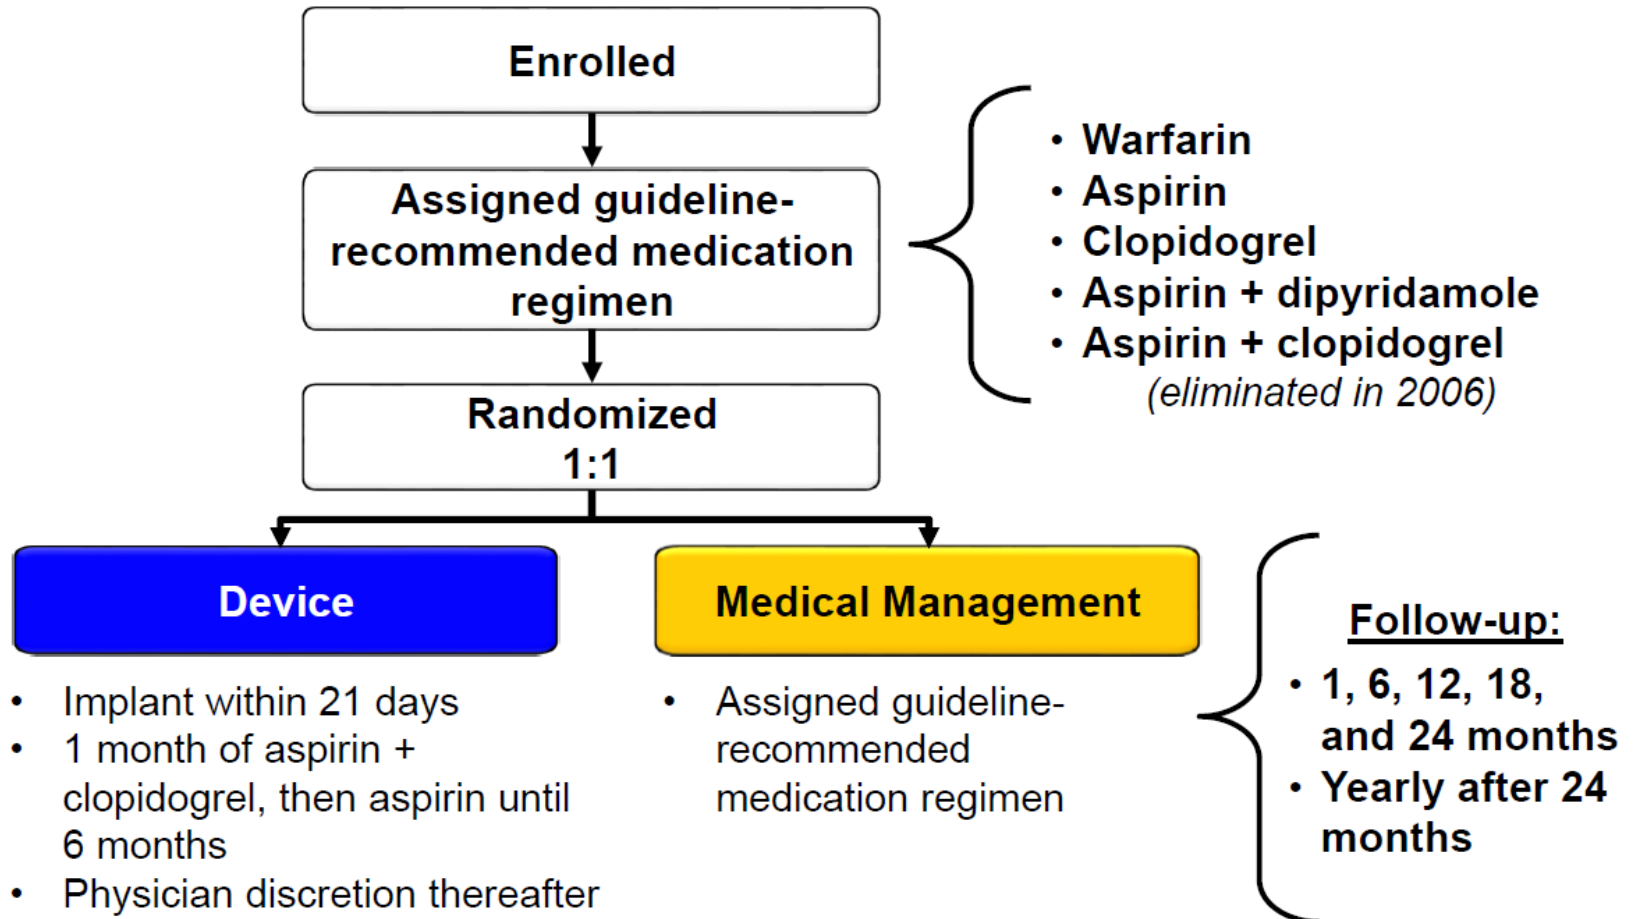 Enrolled
Assigned guideline-
recommended medication
regimen
• Warfarin
• Aspirin
• Clopidogrel
• Aspirin + dipyridamole
• Aspirin + clopidogrel
(eliminated in 2006)
Randomized
1:1
Device
• Implant within 21 days
• 1 month of aspirin +
clopidogrel, then aspirin until
6 months
• Physician discretion thereafter
Medical Management
• Assigned guideline-
recommended
medication regimen
Follow-up:
• 1, 6, 12, 18,
and 24 months
• Yearly after 24
months